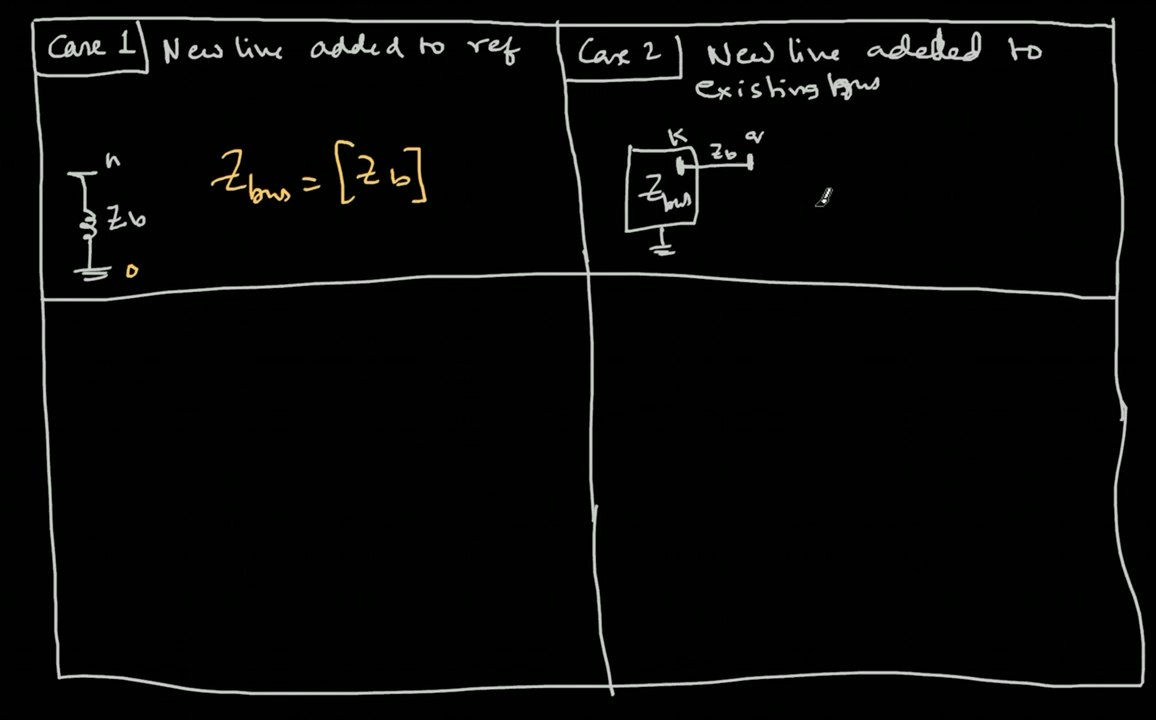 Case 1 New line added to ref
n
Zbus = [Zb]
Zb
0
Case 2 New line added to
existing bus
K q
Zb
Zbus